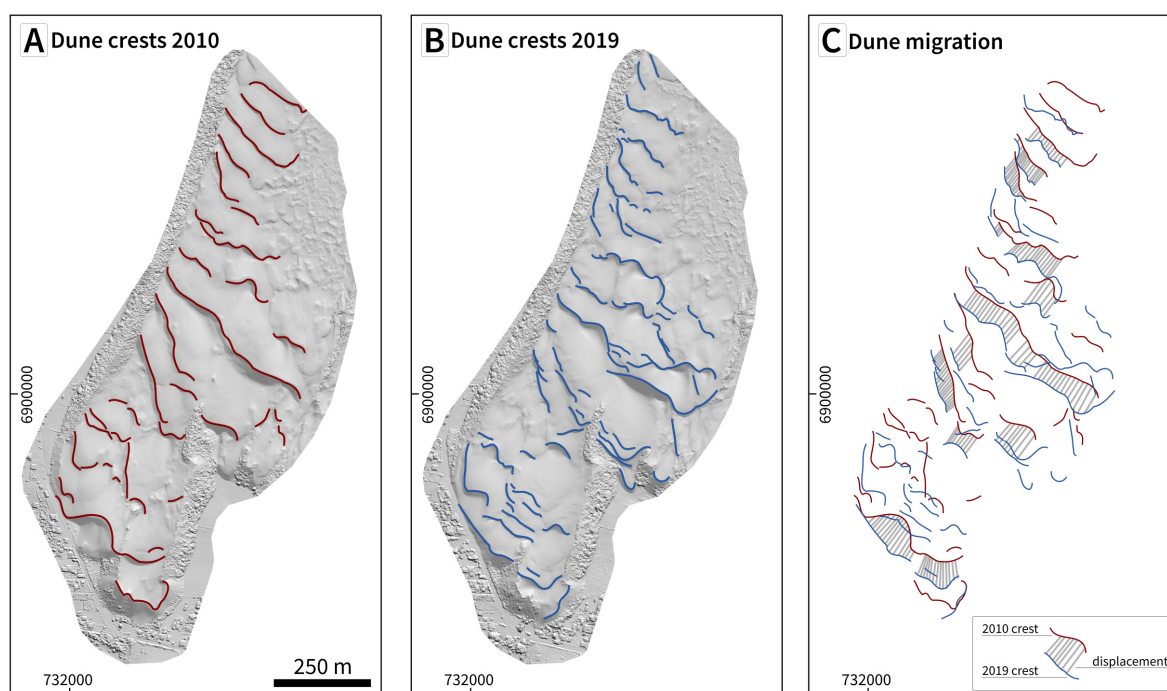 A Dune crests 2010
B Dune crests 2019
C Dune migration
6900000
6900000
6900000
250 m
732000
732000
732000
2010 crest
displacement
2019 crest